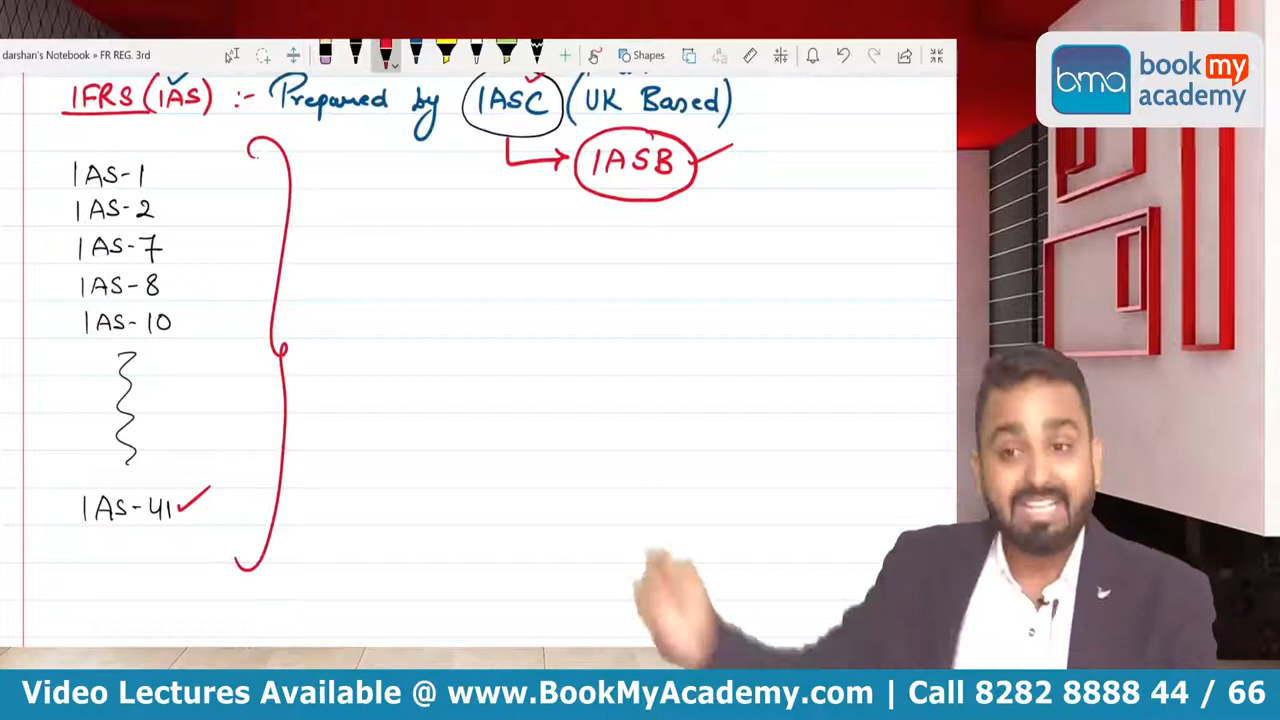 darshan's Notebook » FR REG. 3rd
Shapes
bma book my academy
IFRS (IAS) :- Prepared by IASC (UK Based)
IASB
IAS-1
IAS-2
IAS-7
IAS-8
IAS-10
IAS-41
Video Lectures Available @ www.BookMyAcademy.com | Call 8282 8888 44 / 66